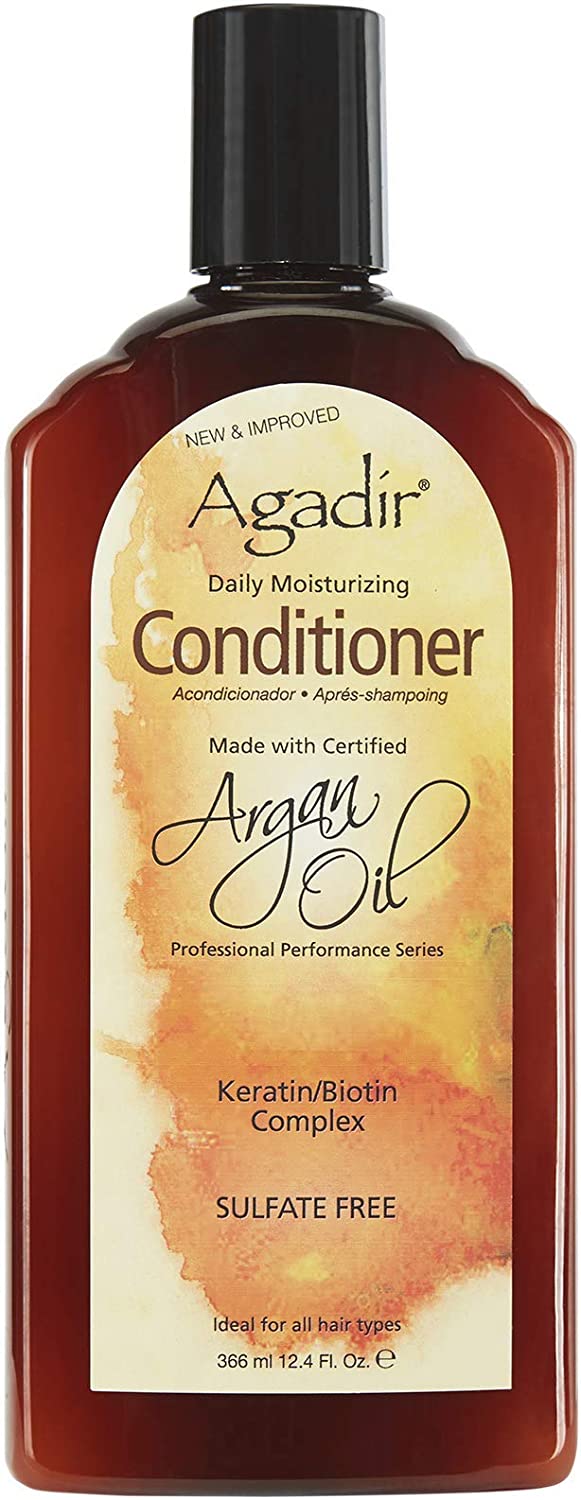 NEW & IMPROVED
Agadir®
Daily Moisturizing
Conditioner
Acondicionador • Aprés-shampoing
Made with Certified
Argan
Oil
Professional Performance Series
Keratin/Biotin
Complex
SULFATE FREE
Ideal for all hair types
366 ml 12.4 Fl. Oz. ℮